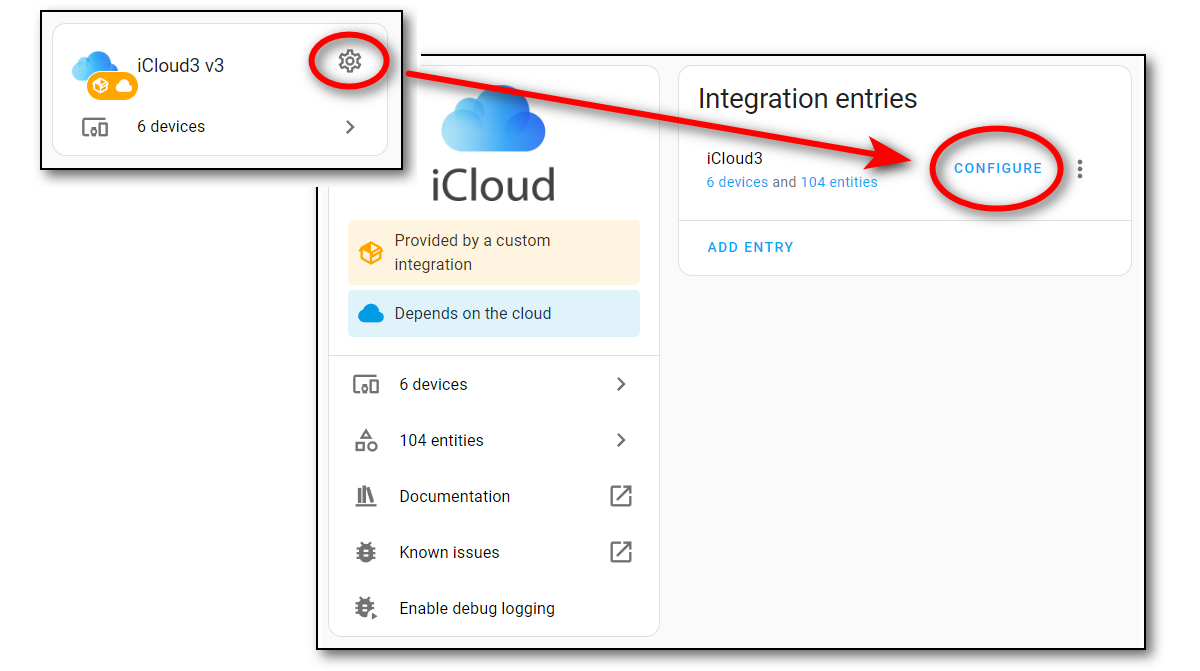 iCloud3 v3
6 devices
iCloud
Provided by a custom
integration
Depends on the cloud
6 devices
104 entities
Documentation
Known issues
Enable debug logging
Integration entries
iCloud3
6 devices and 104 entities
CONFIGURE
ADD ENTRY